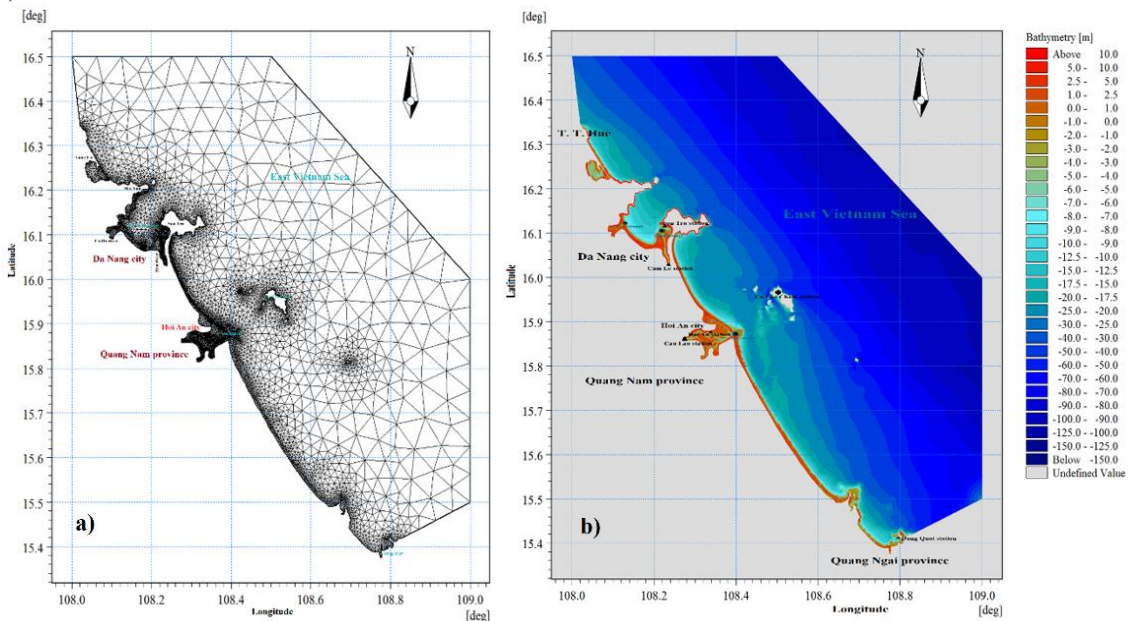 [deg]
16.5
16.4
16.3
16.2
16.1
16.0
15.9
15.8
15.7
15.6
15.5
15.4
Latitude
N
East Vietnam Sea
Da Nang city
Hoi An city
Quang Nam province
a)
108.0 108.2 108.4 108.6 108.8 109.0
Longitude
[deg]
[deg]
16.5
16.4
16.3
16.2
16.1
16.0
15.9
15.8
15.7
15.6
15.5
15.4
Latitude
N
T. T. Hue
East Vietnam Sea
Da Nang city
Cam Le station
Hoi An city
Cau Lau station
Quang Nam province
b)
Dung Quat station
Quang Ngai province
108.0 108.2 108.4 108.6 108.8 109.0
Longitude
[deg]
Bathymetry [m]
Above 10.0
5.0 - 10.0
2.5 - 5.0
1.0 - 2.5
0.0 - 1.0
-1.0 - 0.0
-2.0 - -1.0
-3.0 - -2.0
-4.0 - -3.0
-5.0 - -4.0
-6.0 - -5.0
-7.0 - -6.0
-8.0 - -7.0
-9.0 - -8.0
-10.0 - -9.0
-12.5 - -10.0
-15.0 - -12.5
-17.5 - -15.0
-20.0 - -17.5
-25.0 - -20.0
-30.0 - -25.0
-40.0 - -30.0
-50.0 - -40.0
-60.0 - -50.0
-70.0 - -60.0
-80.0 - -70.0
-90.0 - -80.0
-100.0 - -90.0
-125.0 - -100.0
-150.0 - -125.0
Below -150.0
Undefined Value